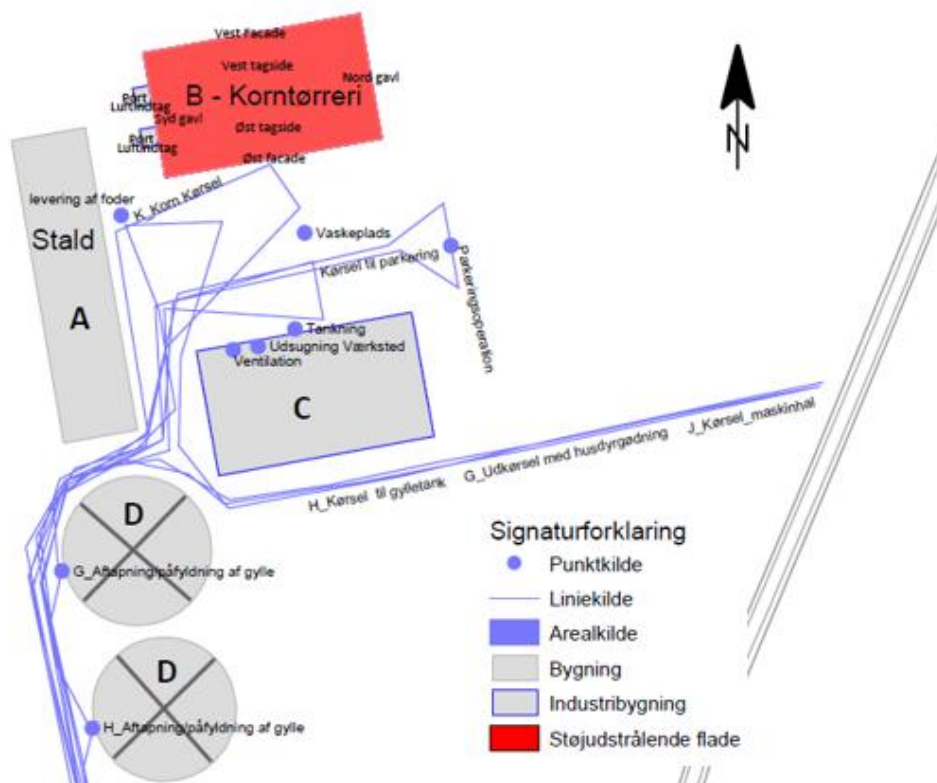 Vest Facade
Vest tagside
Nord gavl
B - Korntørreri
Port
Luftindtag
Syd gavl
Øst tagside
Port
Luftindtag
Øst facade
N
levering af foder
K_Korn Kørsel
Stald
Vaskeplads
Kørsel til parkering
Parkeringsoperation
A
Tankning
Udsugning Værksted
Ventilation
C
J_Kørsel_maskinhal
G_Udkørsel med husdyrgødning
H_Kørsel til gylletank
D
G_Aftapning/påfyldning af gylle
D
H_Aftapning/påfyldning af gylle
Signaturforklaring
Punktkilde
Liniekilde
Arealkilde
Bygning
Industribygning
Støjudstrålende flade